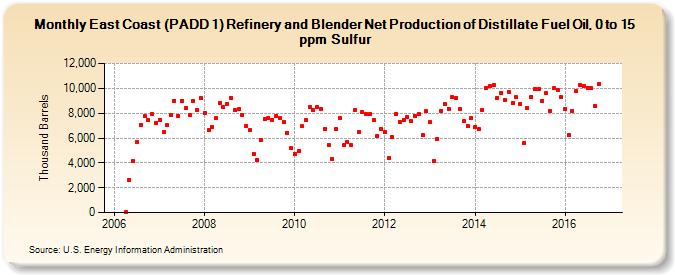 Monthly East Coast (PADD 1) Refinery and Blender Net Production of Distillate Fuel Oil, 0 to 15
ppm Sulfur
Thousand Barrels
12,000
10,000
8,000
6,000
4,000
2,000
0
2006 2008 2010 2012 2014 2016
Source: U.S. Energy Information Administration